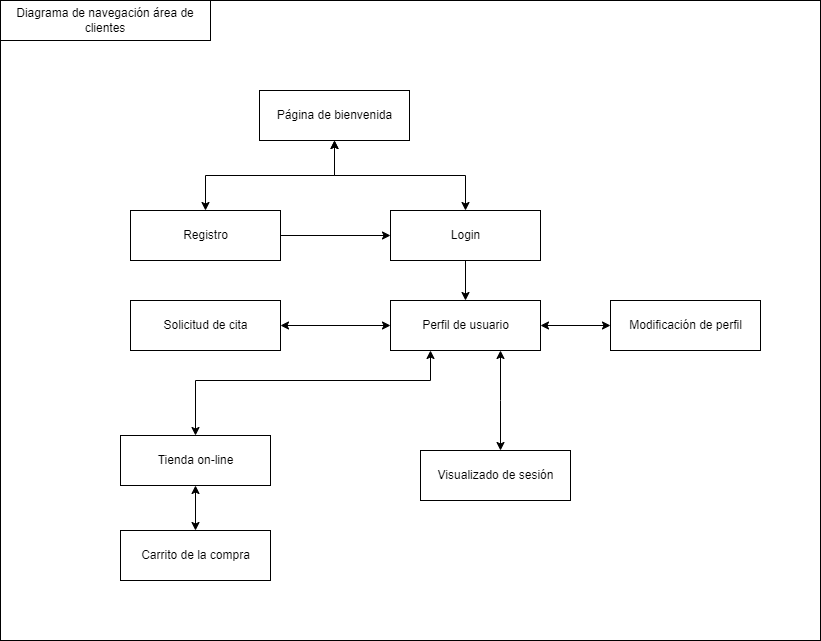 Diagrama de navegación área de
clientes
Página de bienvenida
Registro
Login
Solicitud de cita
Perfil de usuario
Modificación de perfil
Tienda on-line
Visualizado de sesión
Carrito de la compra